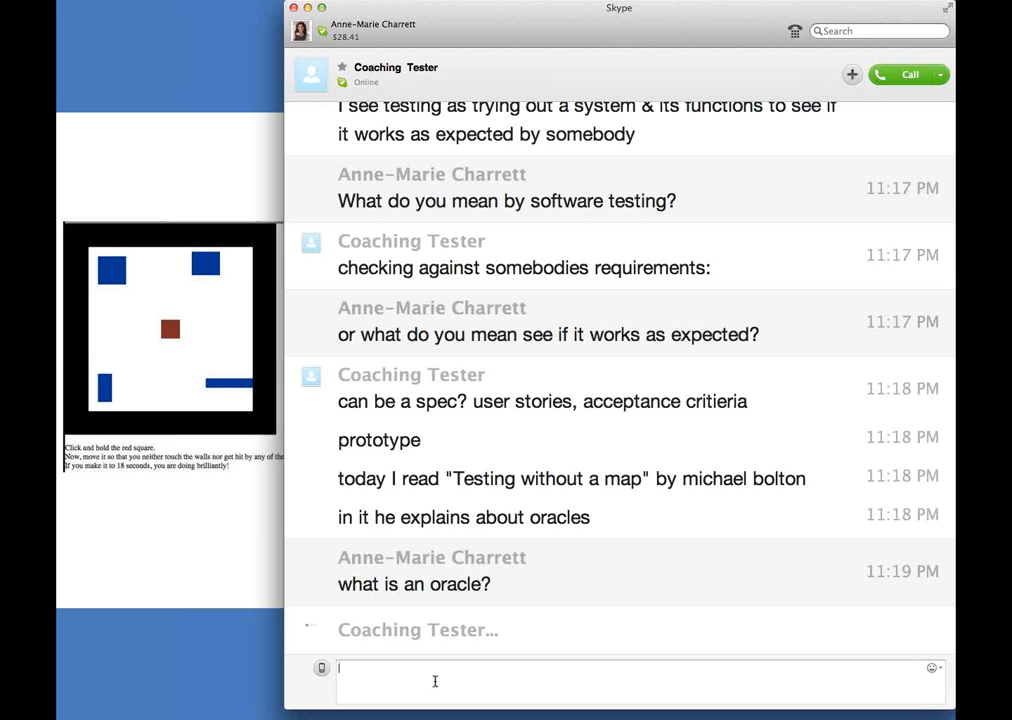 Skype
Anne-Marie Charrett
$28.41
Search
Coaching Tester
Online
Call
I see testing as trying out a system & its functions to see if
it works as expected by somebody
Anne-Marie Charrett
What do you mean by software testing?
11:17 PM
Coaching Tester
checking against somebodies requirements:
11:17 PM
Anne-Marie Charrett
or what do you mean see if it works as expected?
11:17 PM
Coaching Tester
can be a spec? user stories, acceptance critieria
11:18 PM
prototype
11:18 PM
today I read "Testing without a map" by michael bolton
11:18 PM
in it he explains about oracles
11:18 PM
Anne-Marie Charrett
what is an oracle?
11:19 PM
Coaching Tester...
Click and hold the red square.
Now, move it so that you neither touch the walls nor get hit by any of the
If you make it to 18 seconds, you are doing brilliantly!